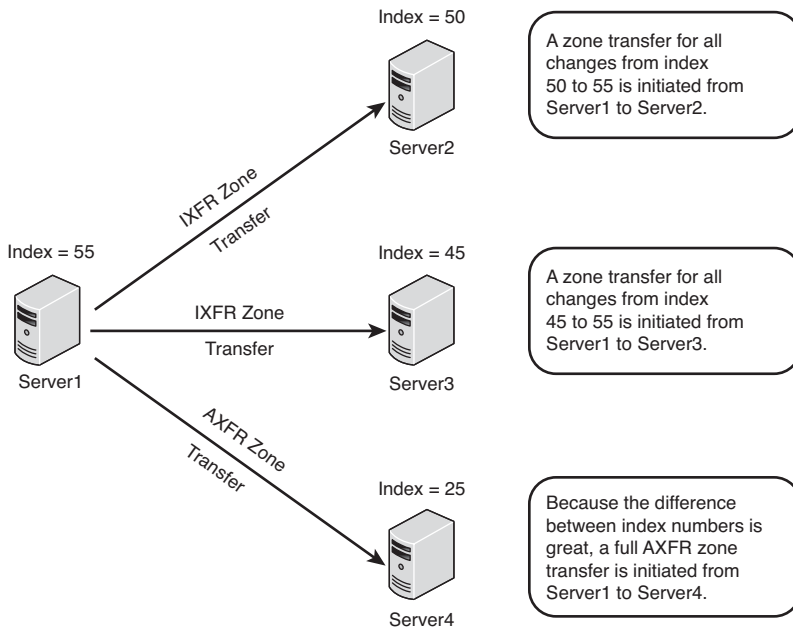 Index = 50
Server2
A zone transfer for all
changes from index
50 to 55 is initiated from
Server1 to Server2.
IXFR Zone
Transfer
Index = 55
Server1
IXFR Zone
Transfer
Index = 45
Server3
A zone transfer for all
changes from index
45 to 55 is initiated from
Server1 to Server3.
AXFR Zone
Transfer
Index = 25
Server4
Because the difference
between index numbers is
great, a full AXFR zone
transfer is initiated from
Server1 to Server4.